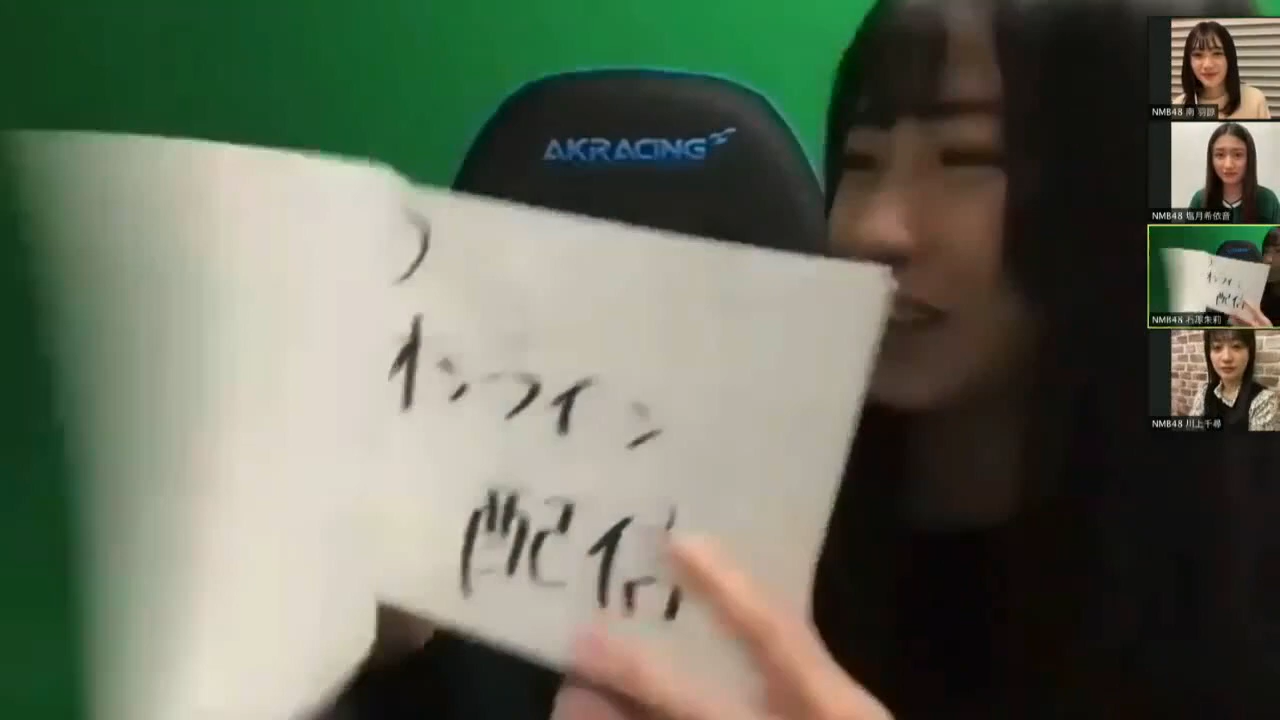 AKRACING
オンライン
配信
NMB48 南 羽諒
NMB48 塩月希依音
NMB48 石塚朱莉
NMB48 川上千尋